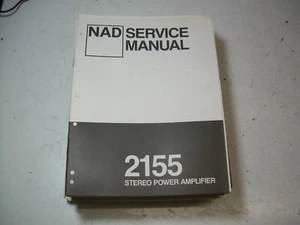 NAD SERVICE
MANUAL
2155
STEREO POWER AMPLIFIER